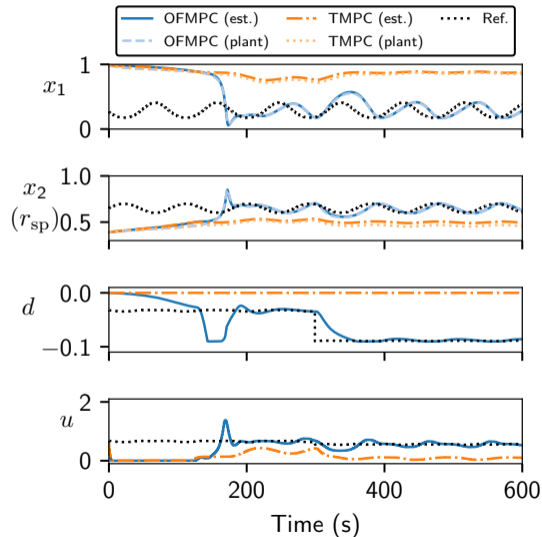 OFMPC (est.) TMPC (est.) Ref.
OFMPC (plant) TMPC (plant)
1
x1
0
1.0
x2
(rsp)
0.5
0.0
d
−0.1
2
u
0
0 200 400 600
Time (s)